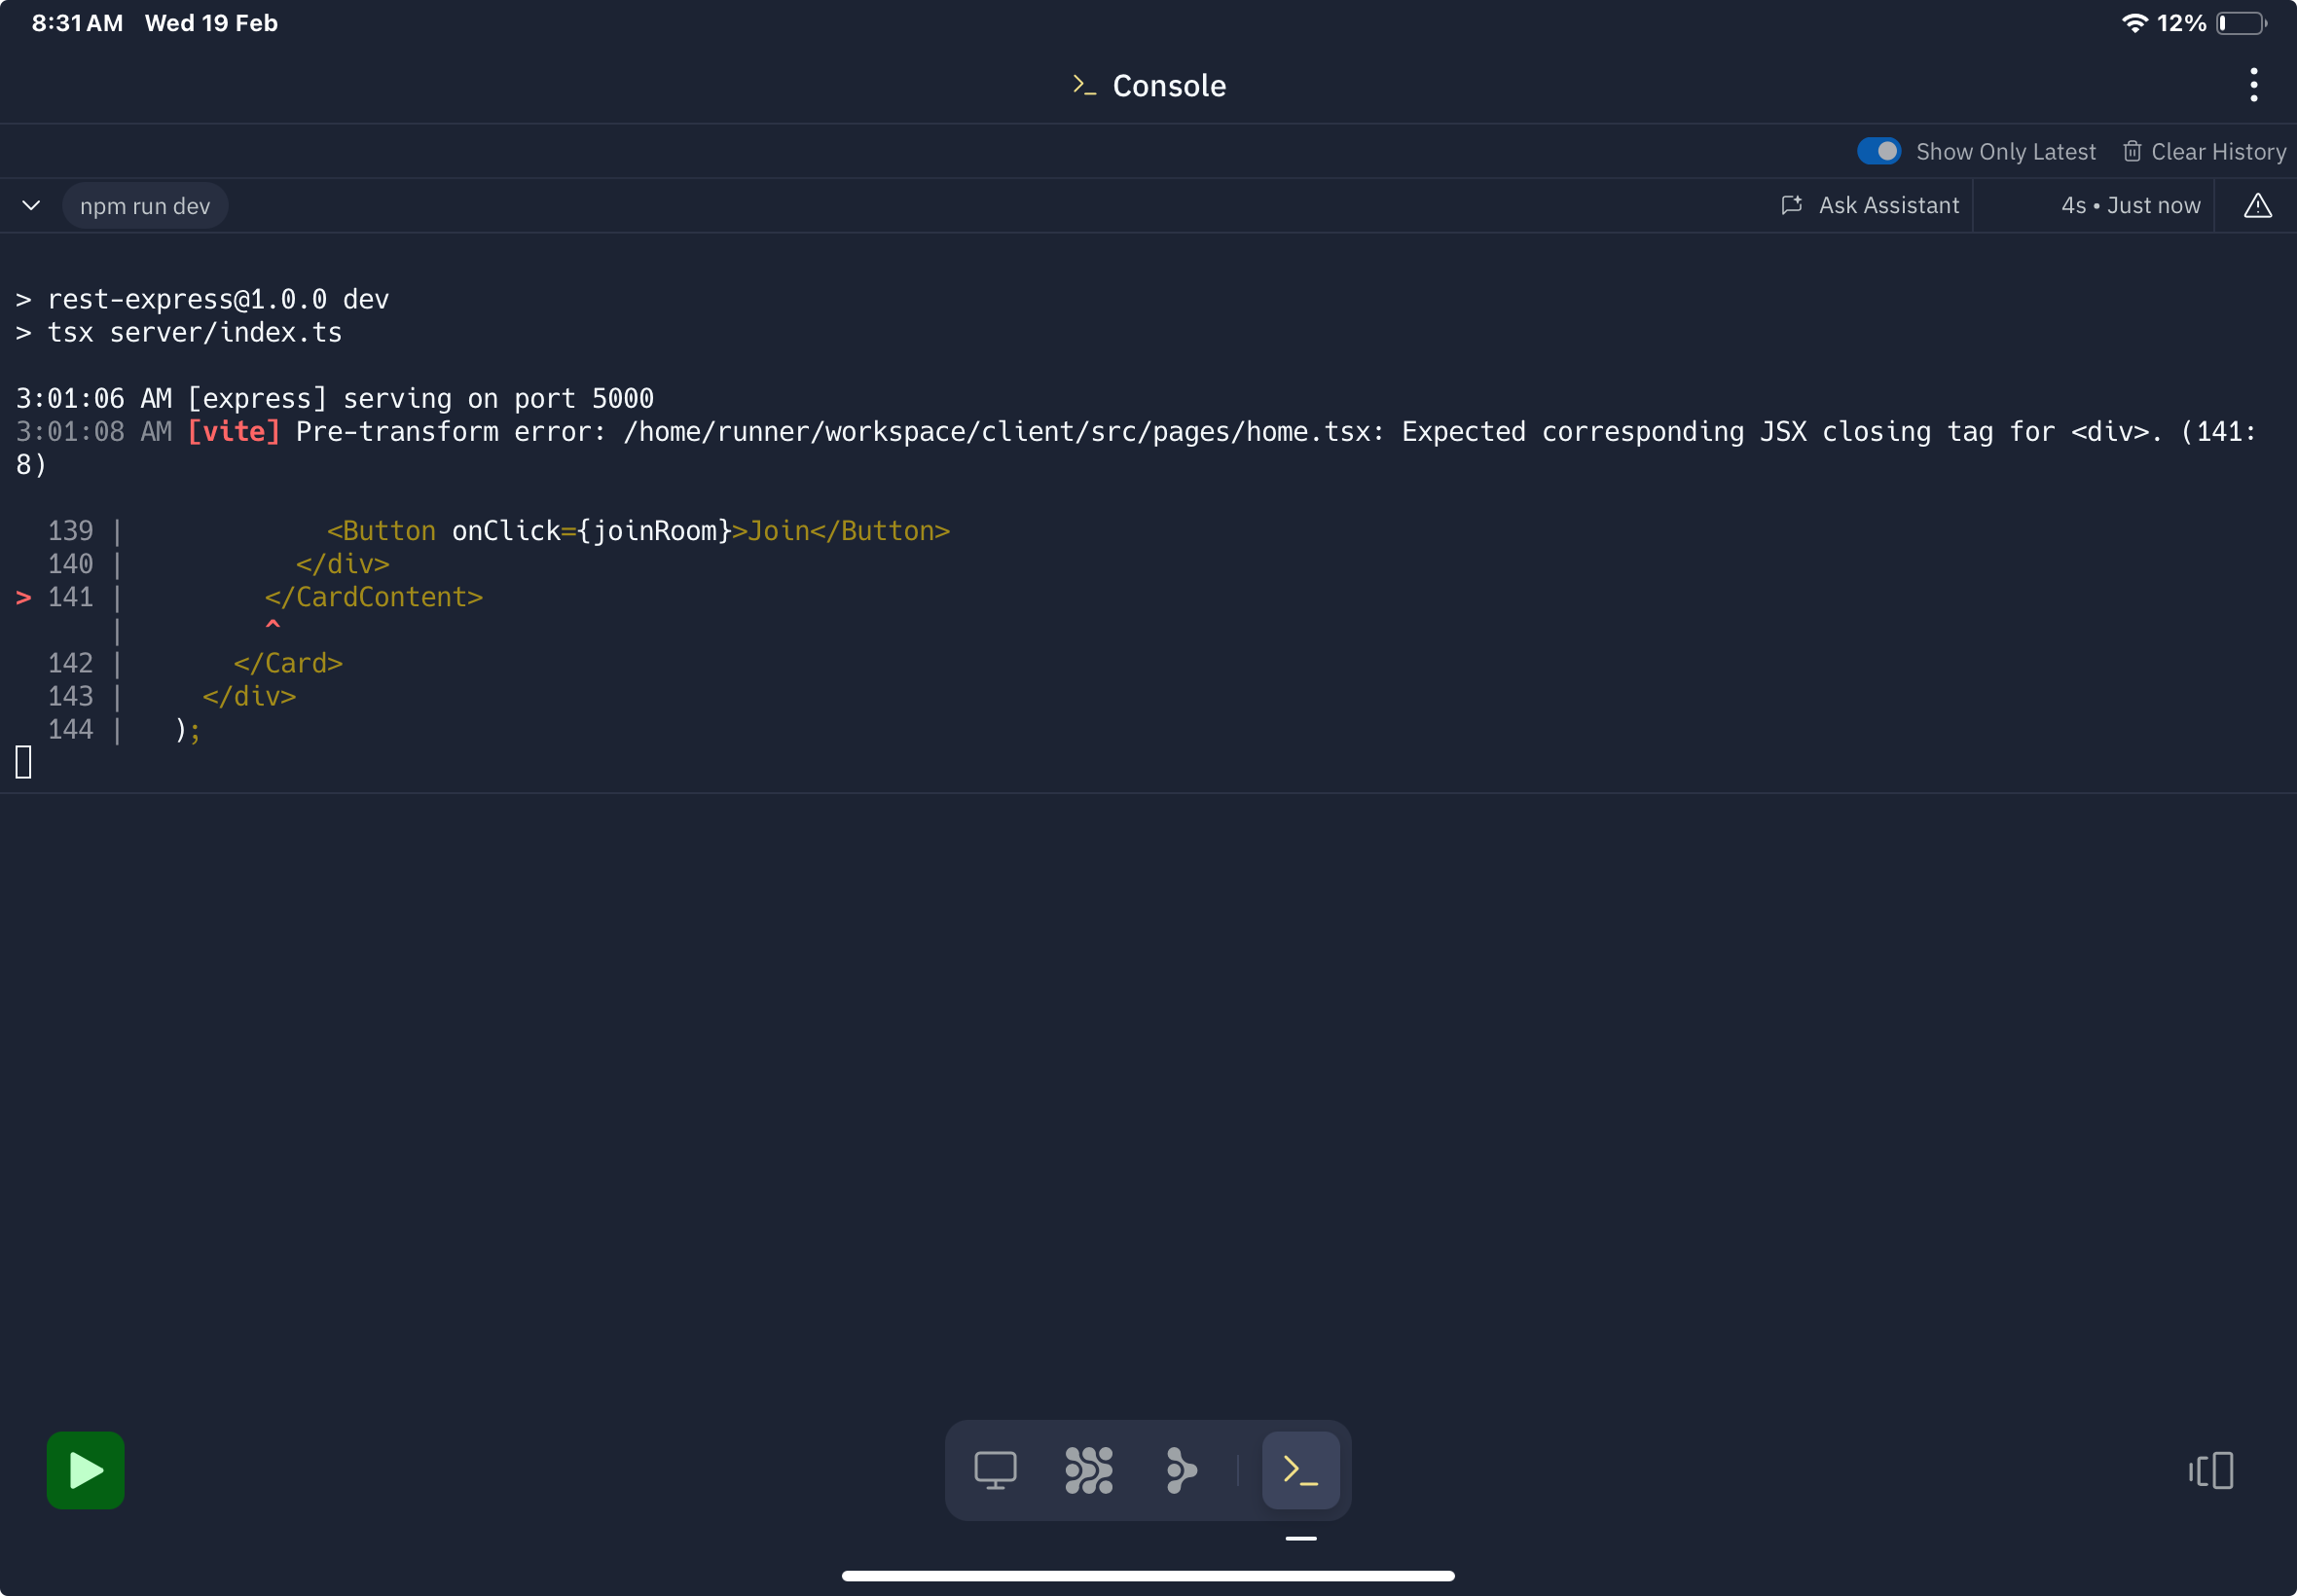 8:31 AM Wed 19 Feb 12%
>_ Console
Show Only Latest Clear History
npm run dev Ask Assistant 4s • Just now
> rest-express@1.0.0 dev
> tsx server/index.ts
3:01:06 AM [express] serving on port 5000
3:01:08 AM [vite] Pre-transform error: /home/runner/workspace/client/src/pages/home.tsx: Expected corresponding JSX closing tag for <div>. (141:
8)
  139 |             <Button onClick={joinRoom}>Join</Button>
  140 |           </div>
> 141 |         </CardContent>
      |         ^
  142 |       </Card>
  143 |     </div>
  144 |   );